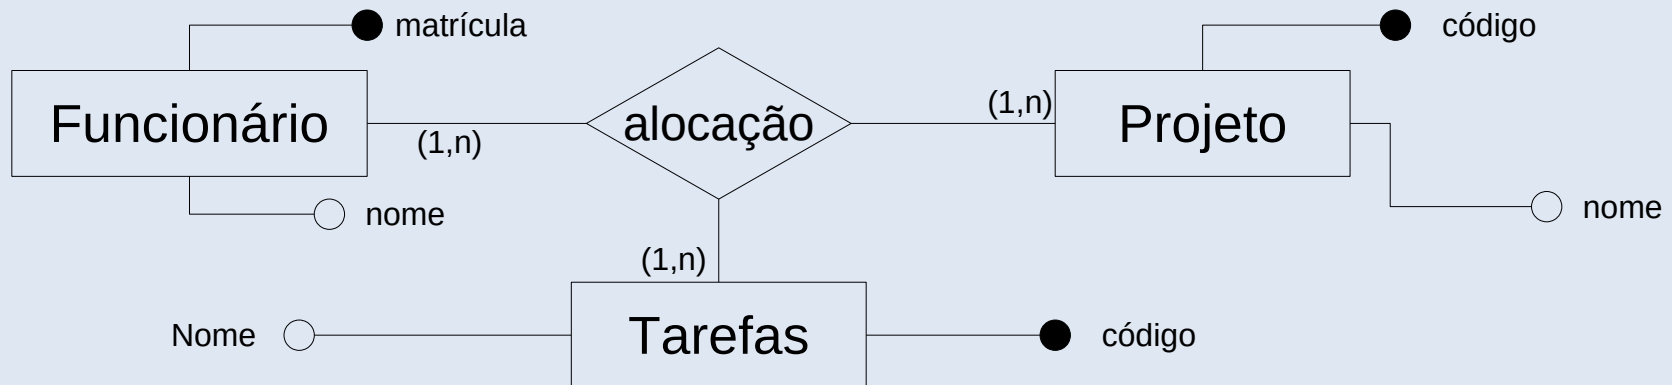 matrícula
código
Funcionário
(1,n)
alocação
(1,n)
Projeto
nome
nome
(1,n)
Nome
Tarefas
código